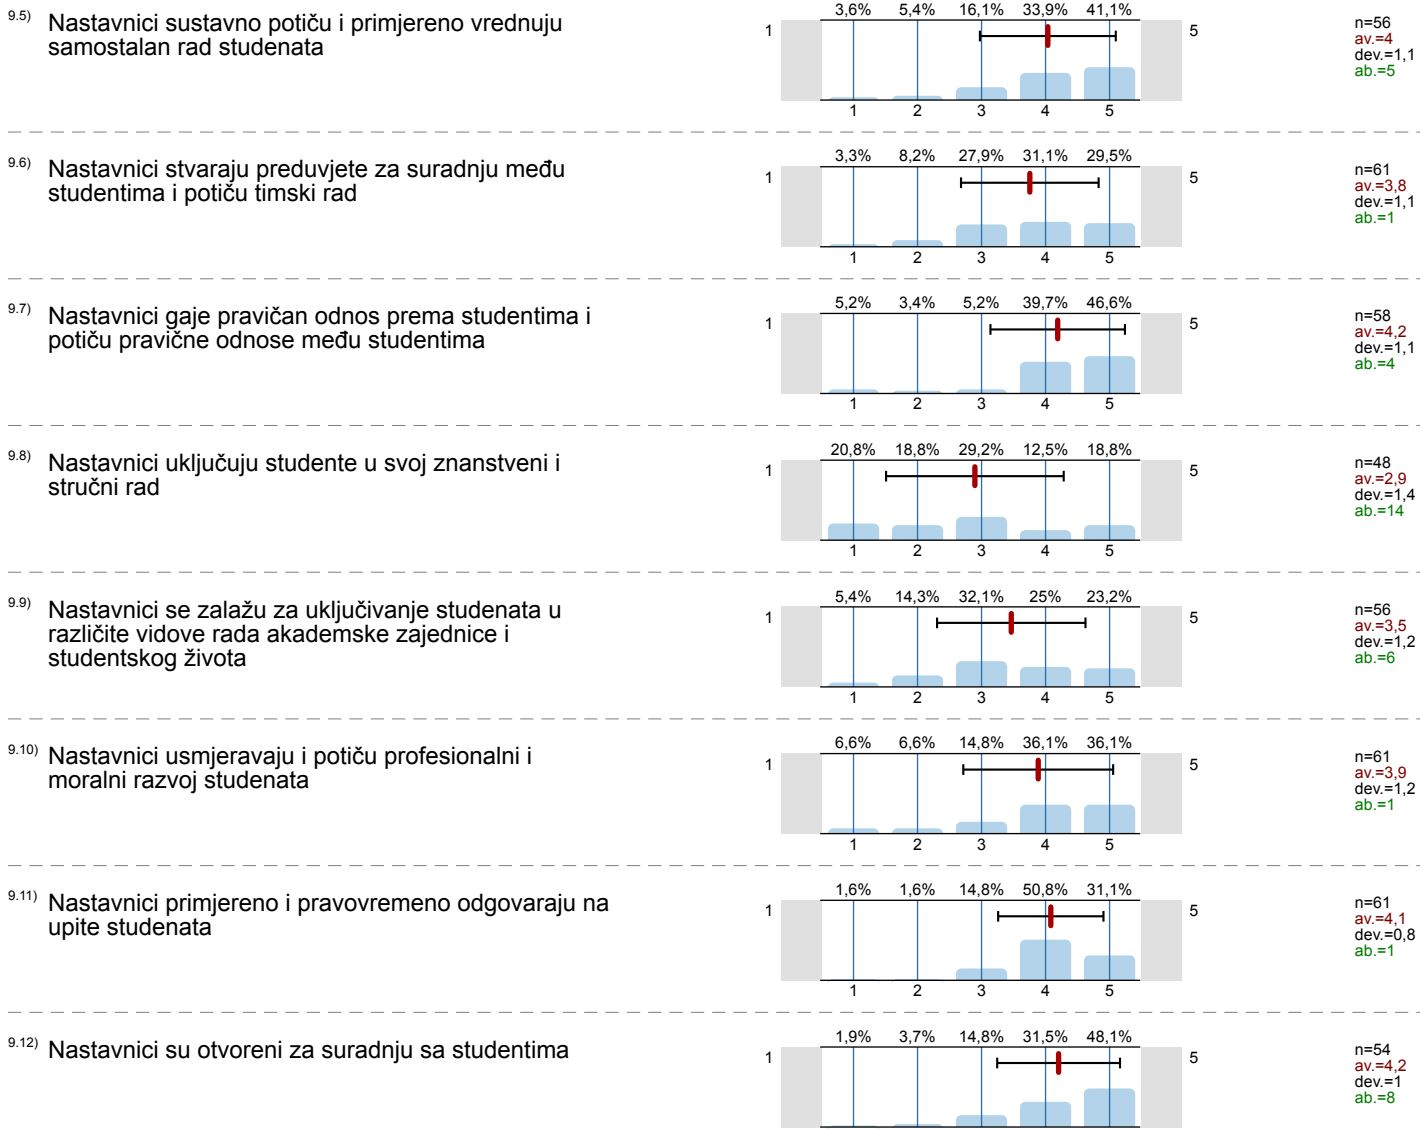 9.5) Nastavnici sustavno potiču i primjereno vrednuju
samostalan rad studenata
3,6% 5,4% 16,1% 33,9% 41,1%
1 5
1 2 3 4 5
n=56
av.=4
dev.=1,1
ab.=5
9.6) Nastavnici stvaraju preduvjete za suradnju među
studentima i potiču timski rad
3,3% 8,2% 27,9% 31,1% 29,5%
1 5
1 2 3 4 5
n=61
av.=3,8
dev.=1,1
ab.=1
9.7) Nastavnici gaje pravičan odnos prema studentima i
potiču pravične odnose među studentima
5,2% 3,4% 5,2% 39,7% 46,6%
1 5
1 2 3 4 5
n=58
av.=4,2
dev.=1,1
ab.=4
9.8) Nastavnici uključuju studente u svoj znanstveni i
stručni rad
20,8% 18,8% 29,2% 12,5% 18,8%
1 5
1 2 3 4 5
n=48
av.=2,9
dev.=1,4
ab.=14
9.9) Nastavnici se zalažu za uključivanje studenata u
različite vidove rada akademske zajednice i
studentskog života
5,4% 14,3% 32,1% 25% 23,2%
1 5
1 2 3 4 5
n=56
av.=3,5
dev.=1,2
ab.=6
9.10) Nastavnici usmjeravaju i potiču profesionalni i
moralni razvoj studenata
6,6% 6,6% 14,8% 36,1% 36,1%
1 5
1 2 3 4 5
n=61
av.=3,9
dev.=1,2
ab.=1
9.11) Nastavnici primjereno i pravovremeno odgovaraju na
upite studenata
1,6% 1,6% 14,8% 50,8% 31,1%
1 5
1 2 3 4 5
n=61
av.=4,1
dev.=0,8
ab.=1
9.12) Nastavnici su otvoreni za suradnju sa studentima
1,9% 3,7% 14,8% 31,5% 48,1%
1 5
n=54
av.=4,2
dev.=1
ab.=8